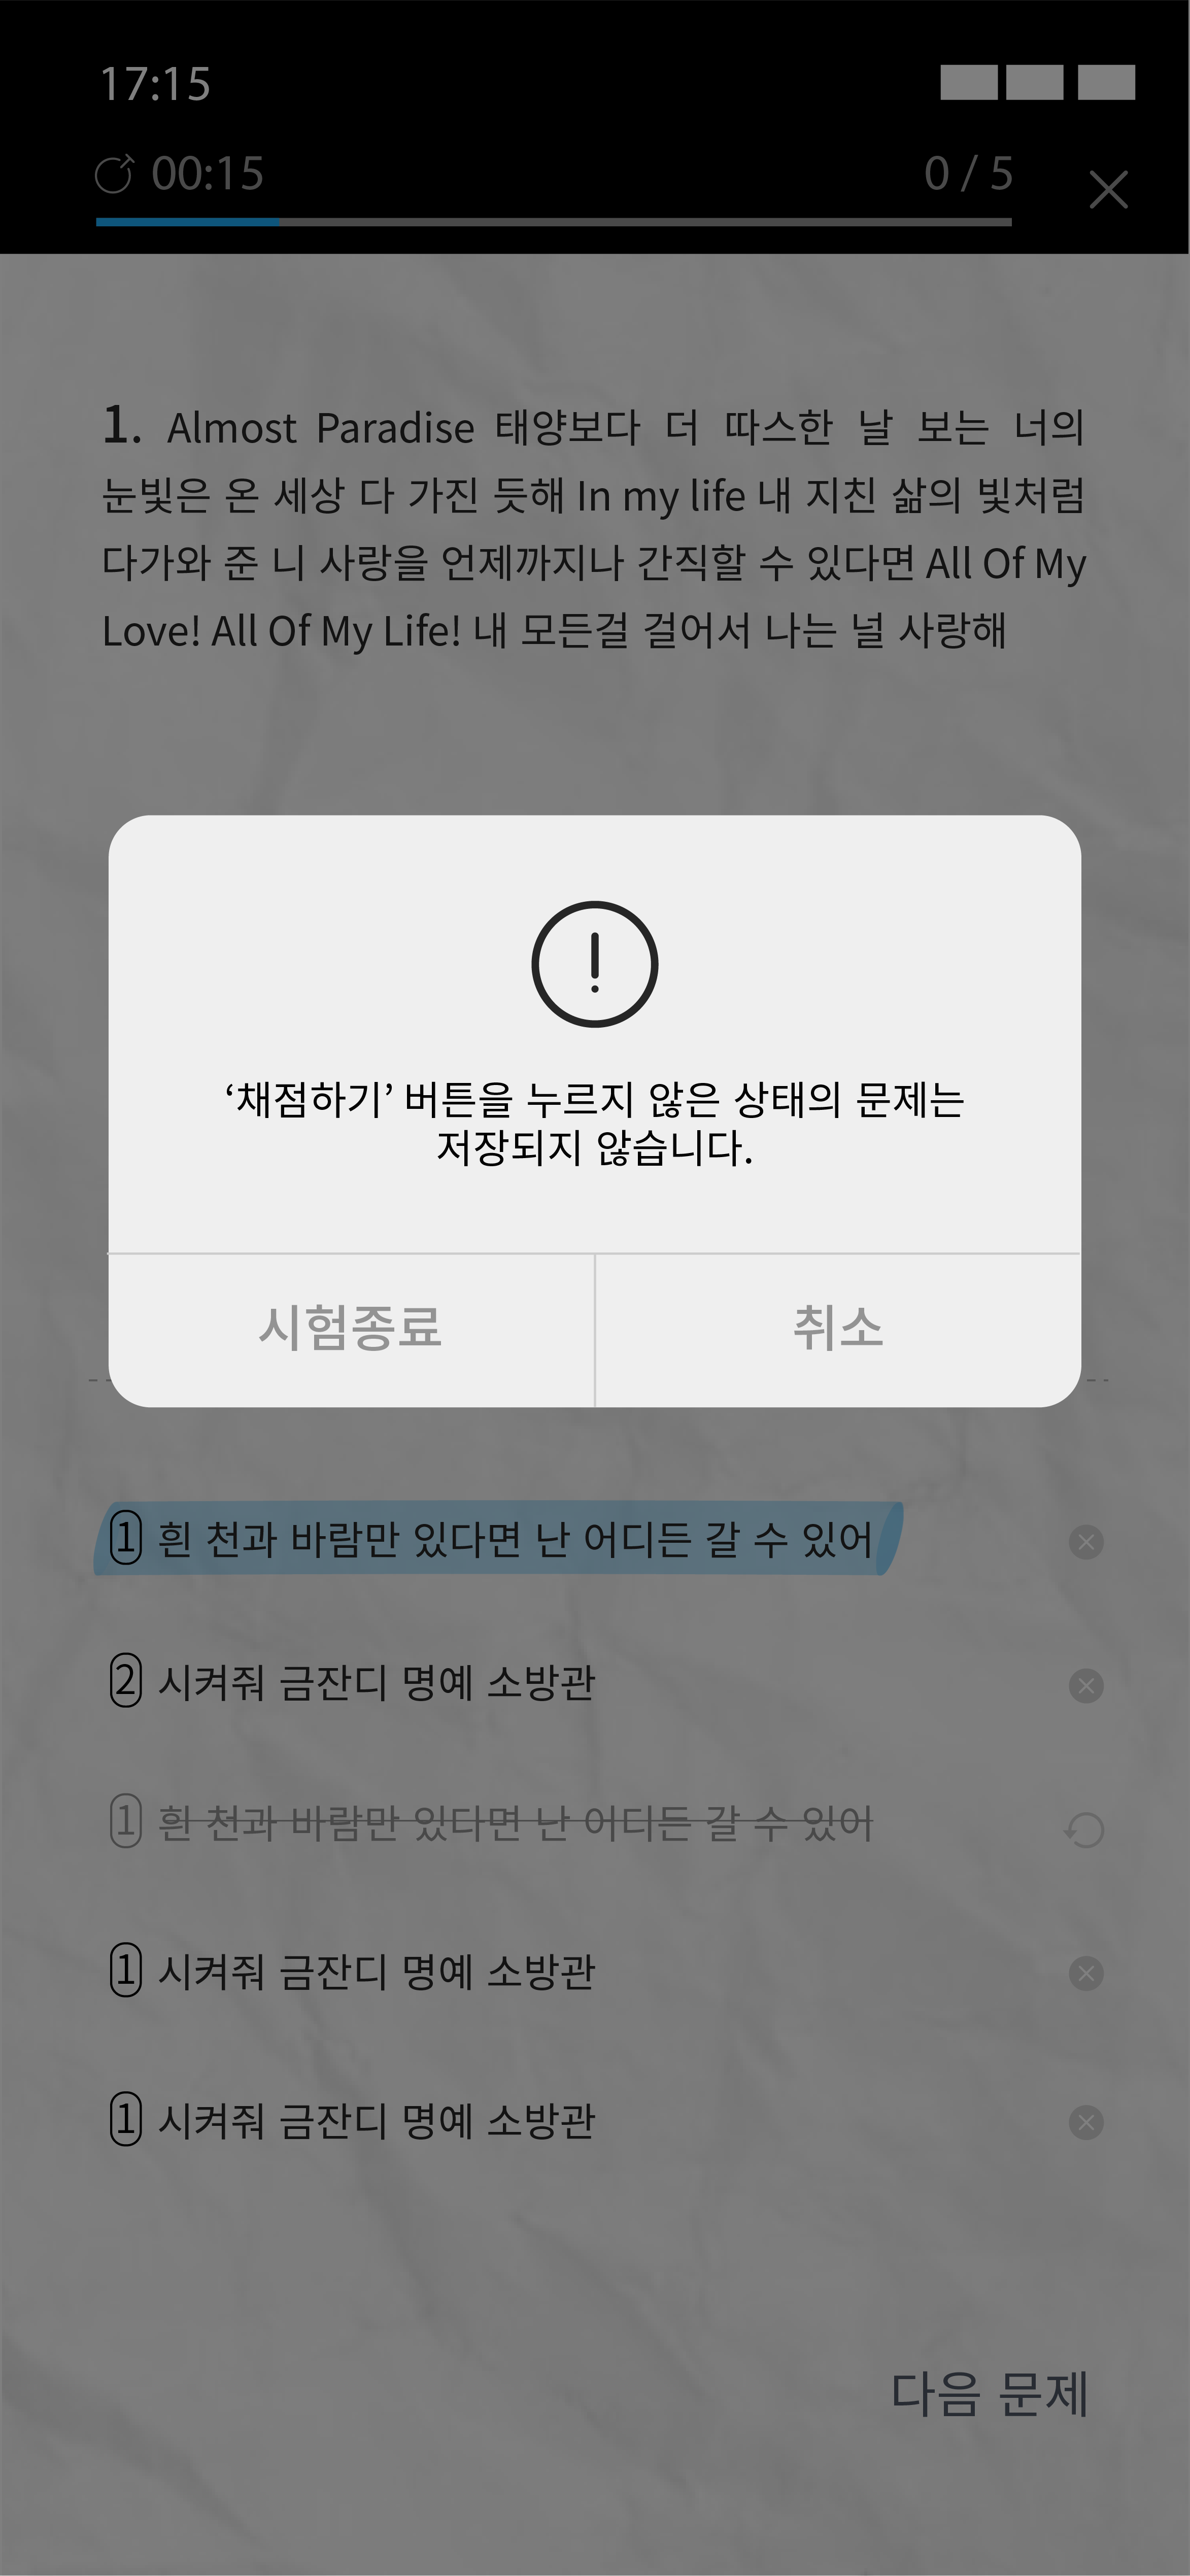 17:15
00:15
0 / 5
1. Almost Paradise 태양보다 더 따스한 날 보는 너의
눈빛은 온 세상 다 가진 듯해 In my life 내 지친 삶의 빛처럼
다가와 준 니 사랑을 언제까지나 간직할 수 있다면 All Of My
Love! All Of My Life! 내 모든걸 걸어서 나는 널 사랑해
‘채점하기’ 버튼을 누르지 않은 상태의 문제는
저장되지 않습니다.
시험종료
취소
1 흰 천과 바람만 있다면 난 어디든 갈 수 있어
2 시켜줘 금잔디 명예 소방관
1 흰 천과 바람만 있다면 난 어디든 갈 수 있어
1 시켜줘 금잔디 명예 소방관
1 시켜줘 금잔디 명예 소방관
다음 문제